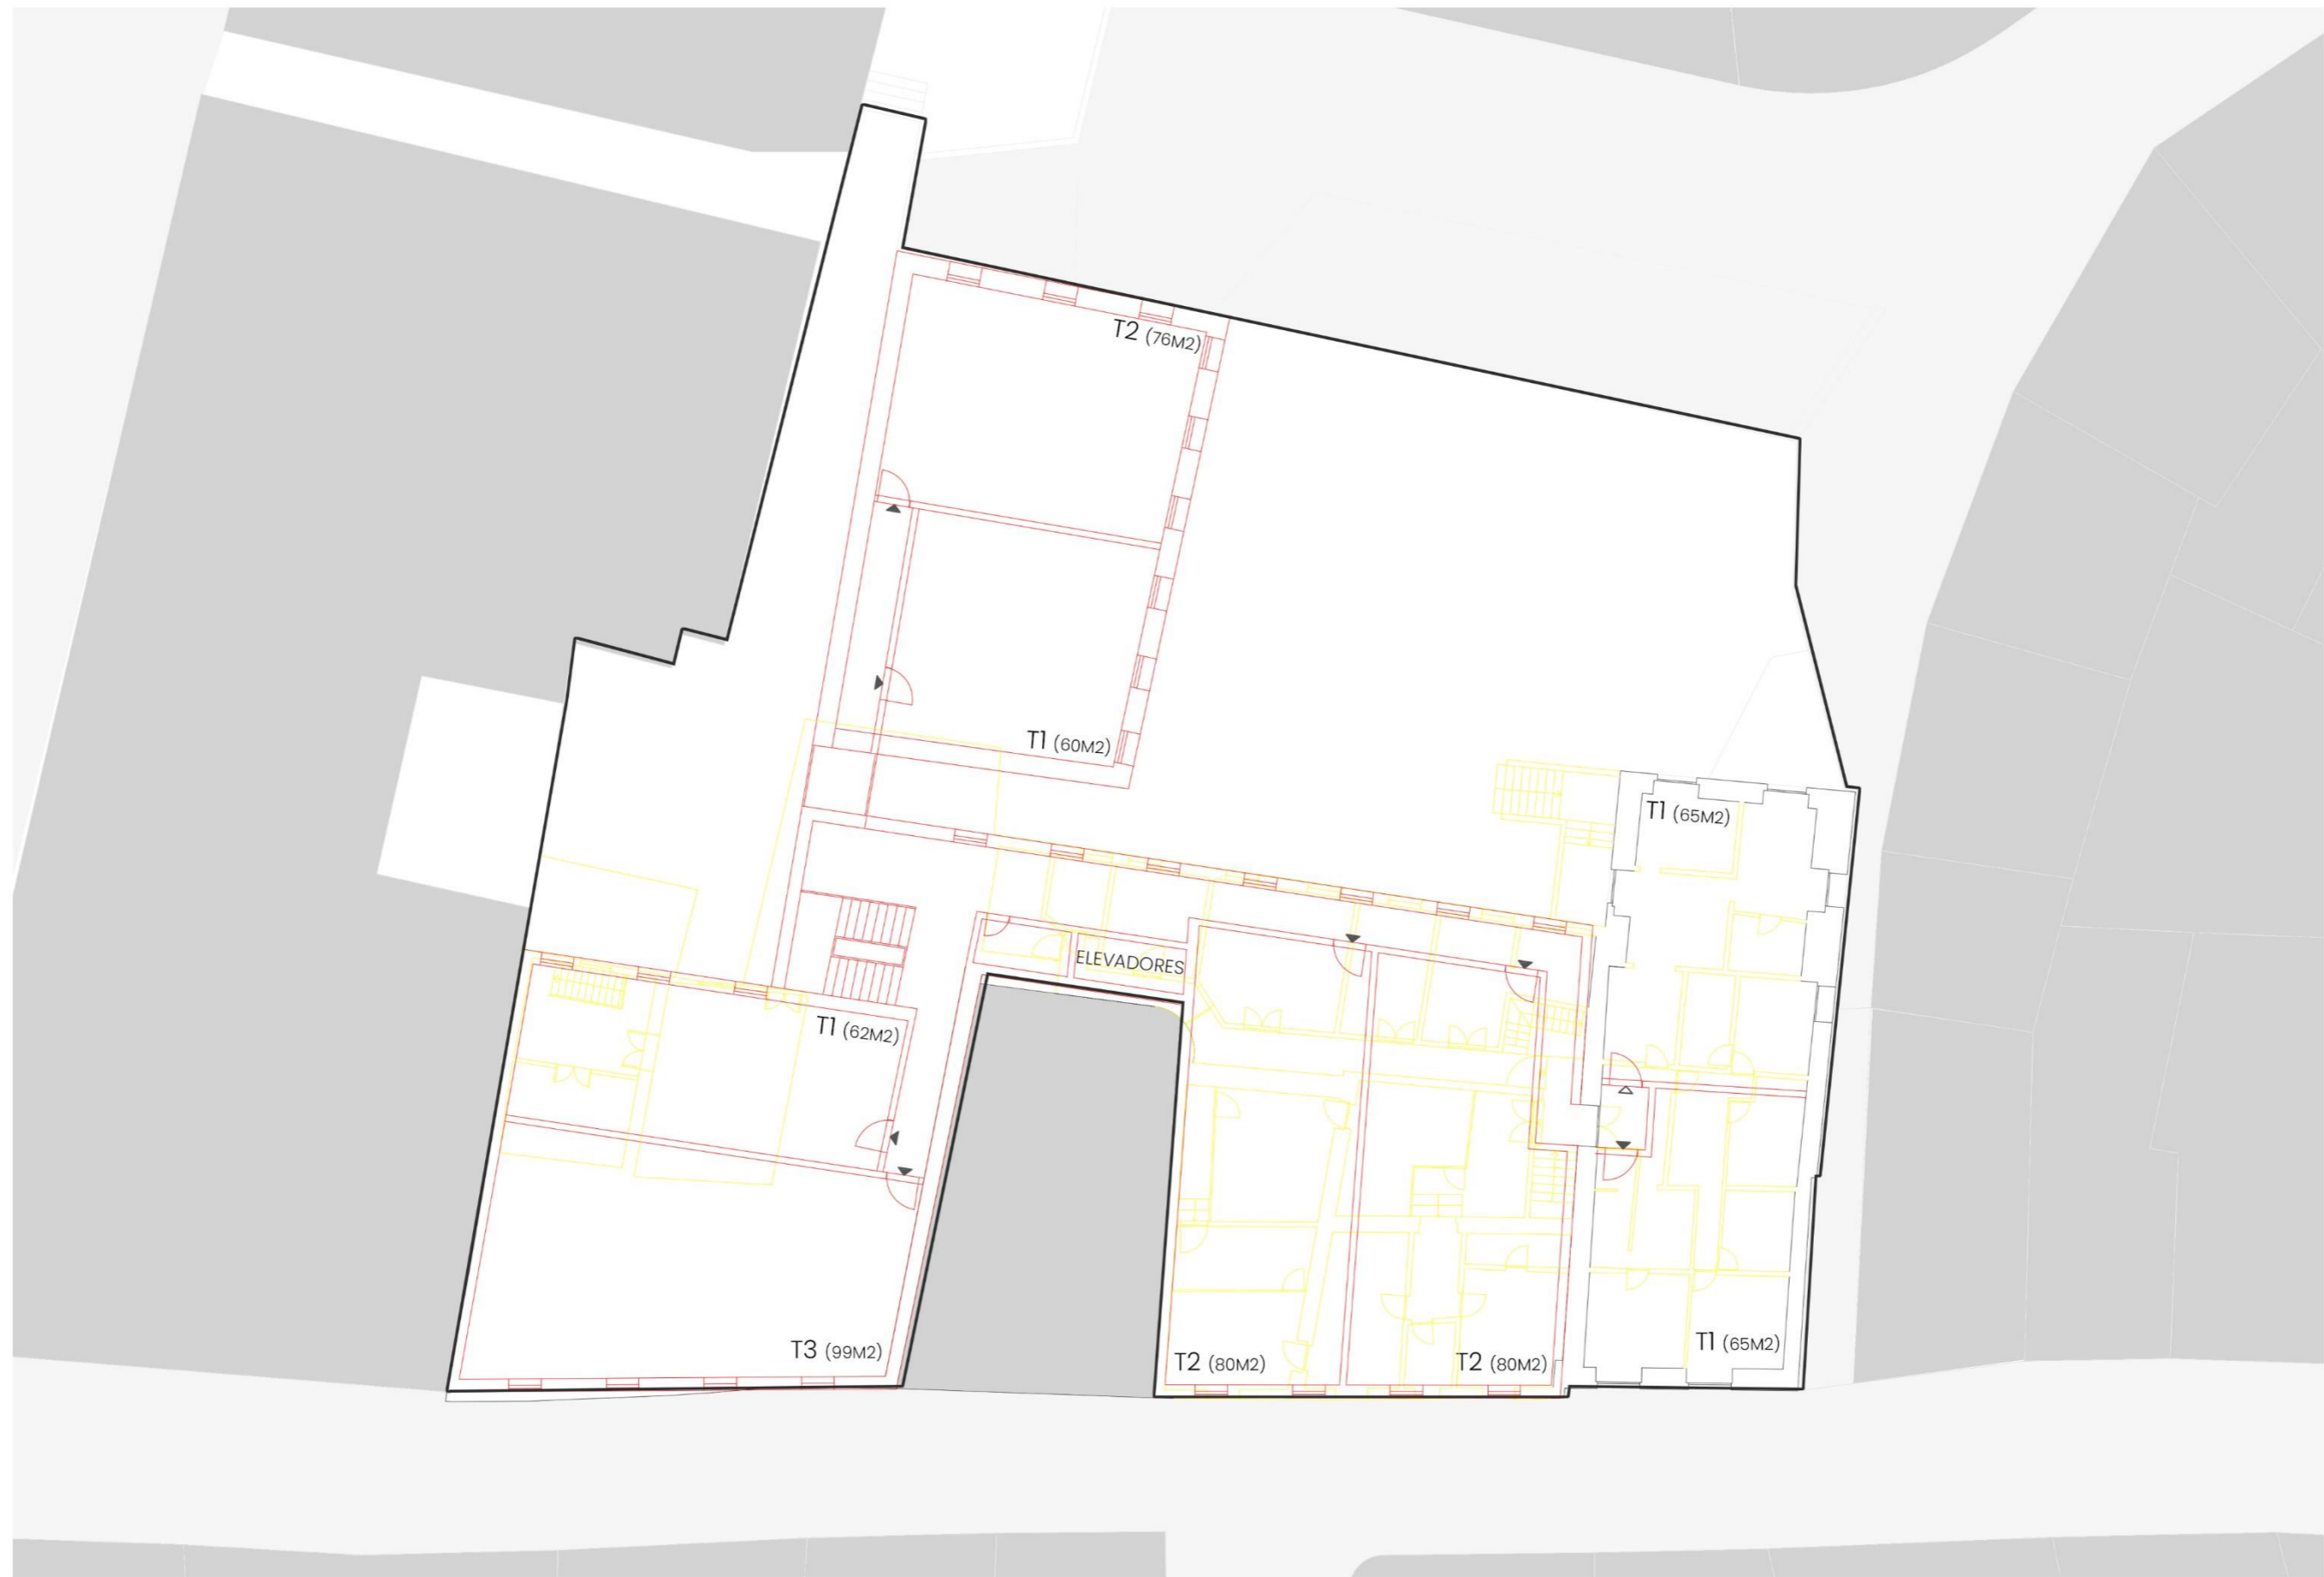 T2 (76M2)
T1 (60M2)
T1 (65M2)
ELEVADORES
T1 (62M2)
T3 (99M2)
T2 (80M2)
T2 (80M2)
T1 (65M2)